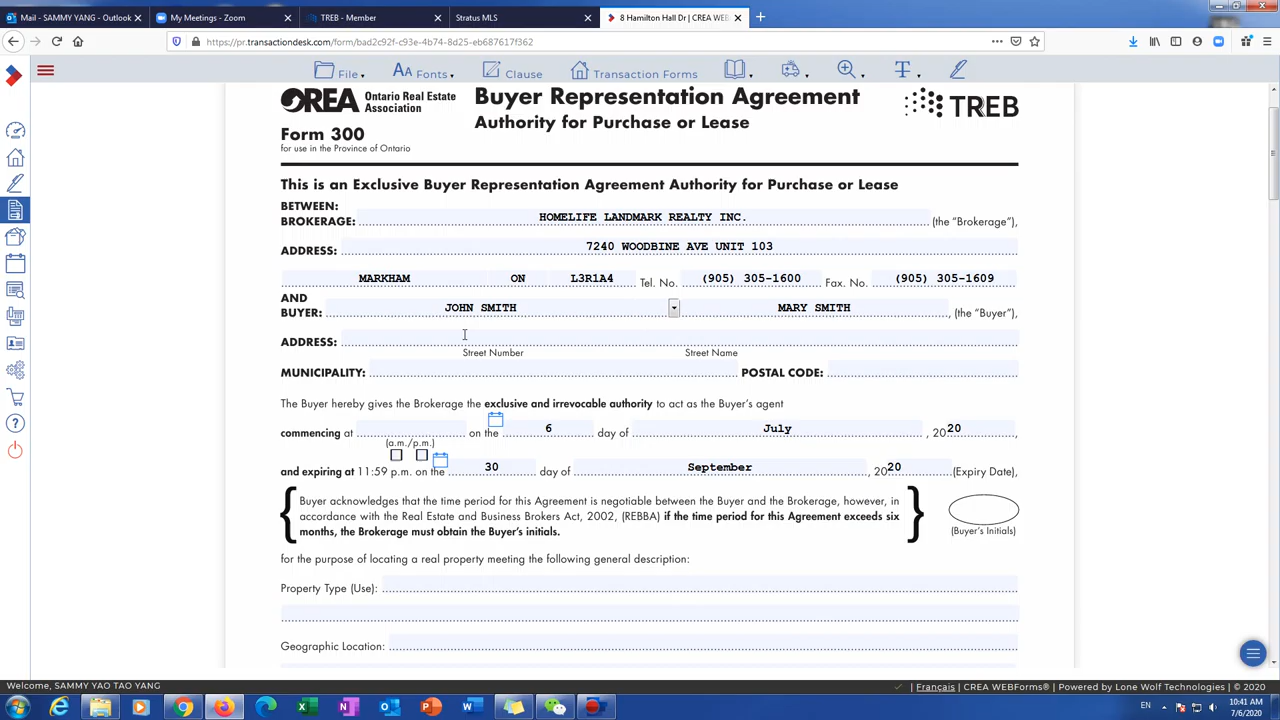 Mail - SAMMY YANG - Outlook
My Meetings - Zoom
TREB - Member
Stratus MLS
8 Hamilton Hall Dr | CREA WEB
https://pr.transactiondesk.com/form/bad2c92f-c93e-4b74-8d25-eb687617f362
File
Fonts
Clause
Transaction Forms
OREA Ontario Real Estate Association
Buyer Representation Agreement
TREB
Authority for Purchase or Lease
Form 300
for use in the Province of Ontario
This is an Exclusive Buyer Representation Agreement Authority for Purchase or Lease
BETWEEN:
BROKERAGE: HOMELIFE LANDMARK REALTY INC. (the “Brokerage”),
ADDRESS: 7240 WOODBINE AVE UNIT 103
MARKHAM ON L3R1A4 Tel. No. (905) 305-1600 Fax. No. (905) 305-1609
AND
BUYER: JOHN SMITH MARY SMITH , (the “Buyer”),
ADDRESS:
Street Number Street Name
MUNICIPALITY: POSTAL CODE:
The Buyer hereby gives the Brokerage the exclusive and irrevocable authority to act as the Buyer’s agent
commencing at on the 6 day of July , 2020 ,
(a.m./p.m.)
and expiring at 11:59 p.m. on the 30 day of September , 2020 (Expiry Date),
Buyer acknowledges that the time period for this Agreement is negotiable between the Buyer and the Brokerage, however, in
accordance with the Real Estate and Business Brokers Act, 2002, (REBBA) if the time period for this Agreement exceeds six
months, the Brokerage must obtain the Buyer’s initials.
(Buyer’s Initials)
for the purpose of locating a real property meeting the following general description:
Property Type (Use):
Geographic Location:
Welcome, SAMMY YAO TAO YANG
| Français | CREA WEBForms® | Powered by Lone Wolf Technologies | © 2020
EN
10:41 AM
7/6/2020